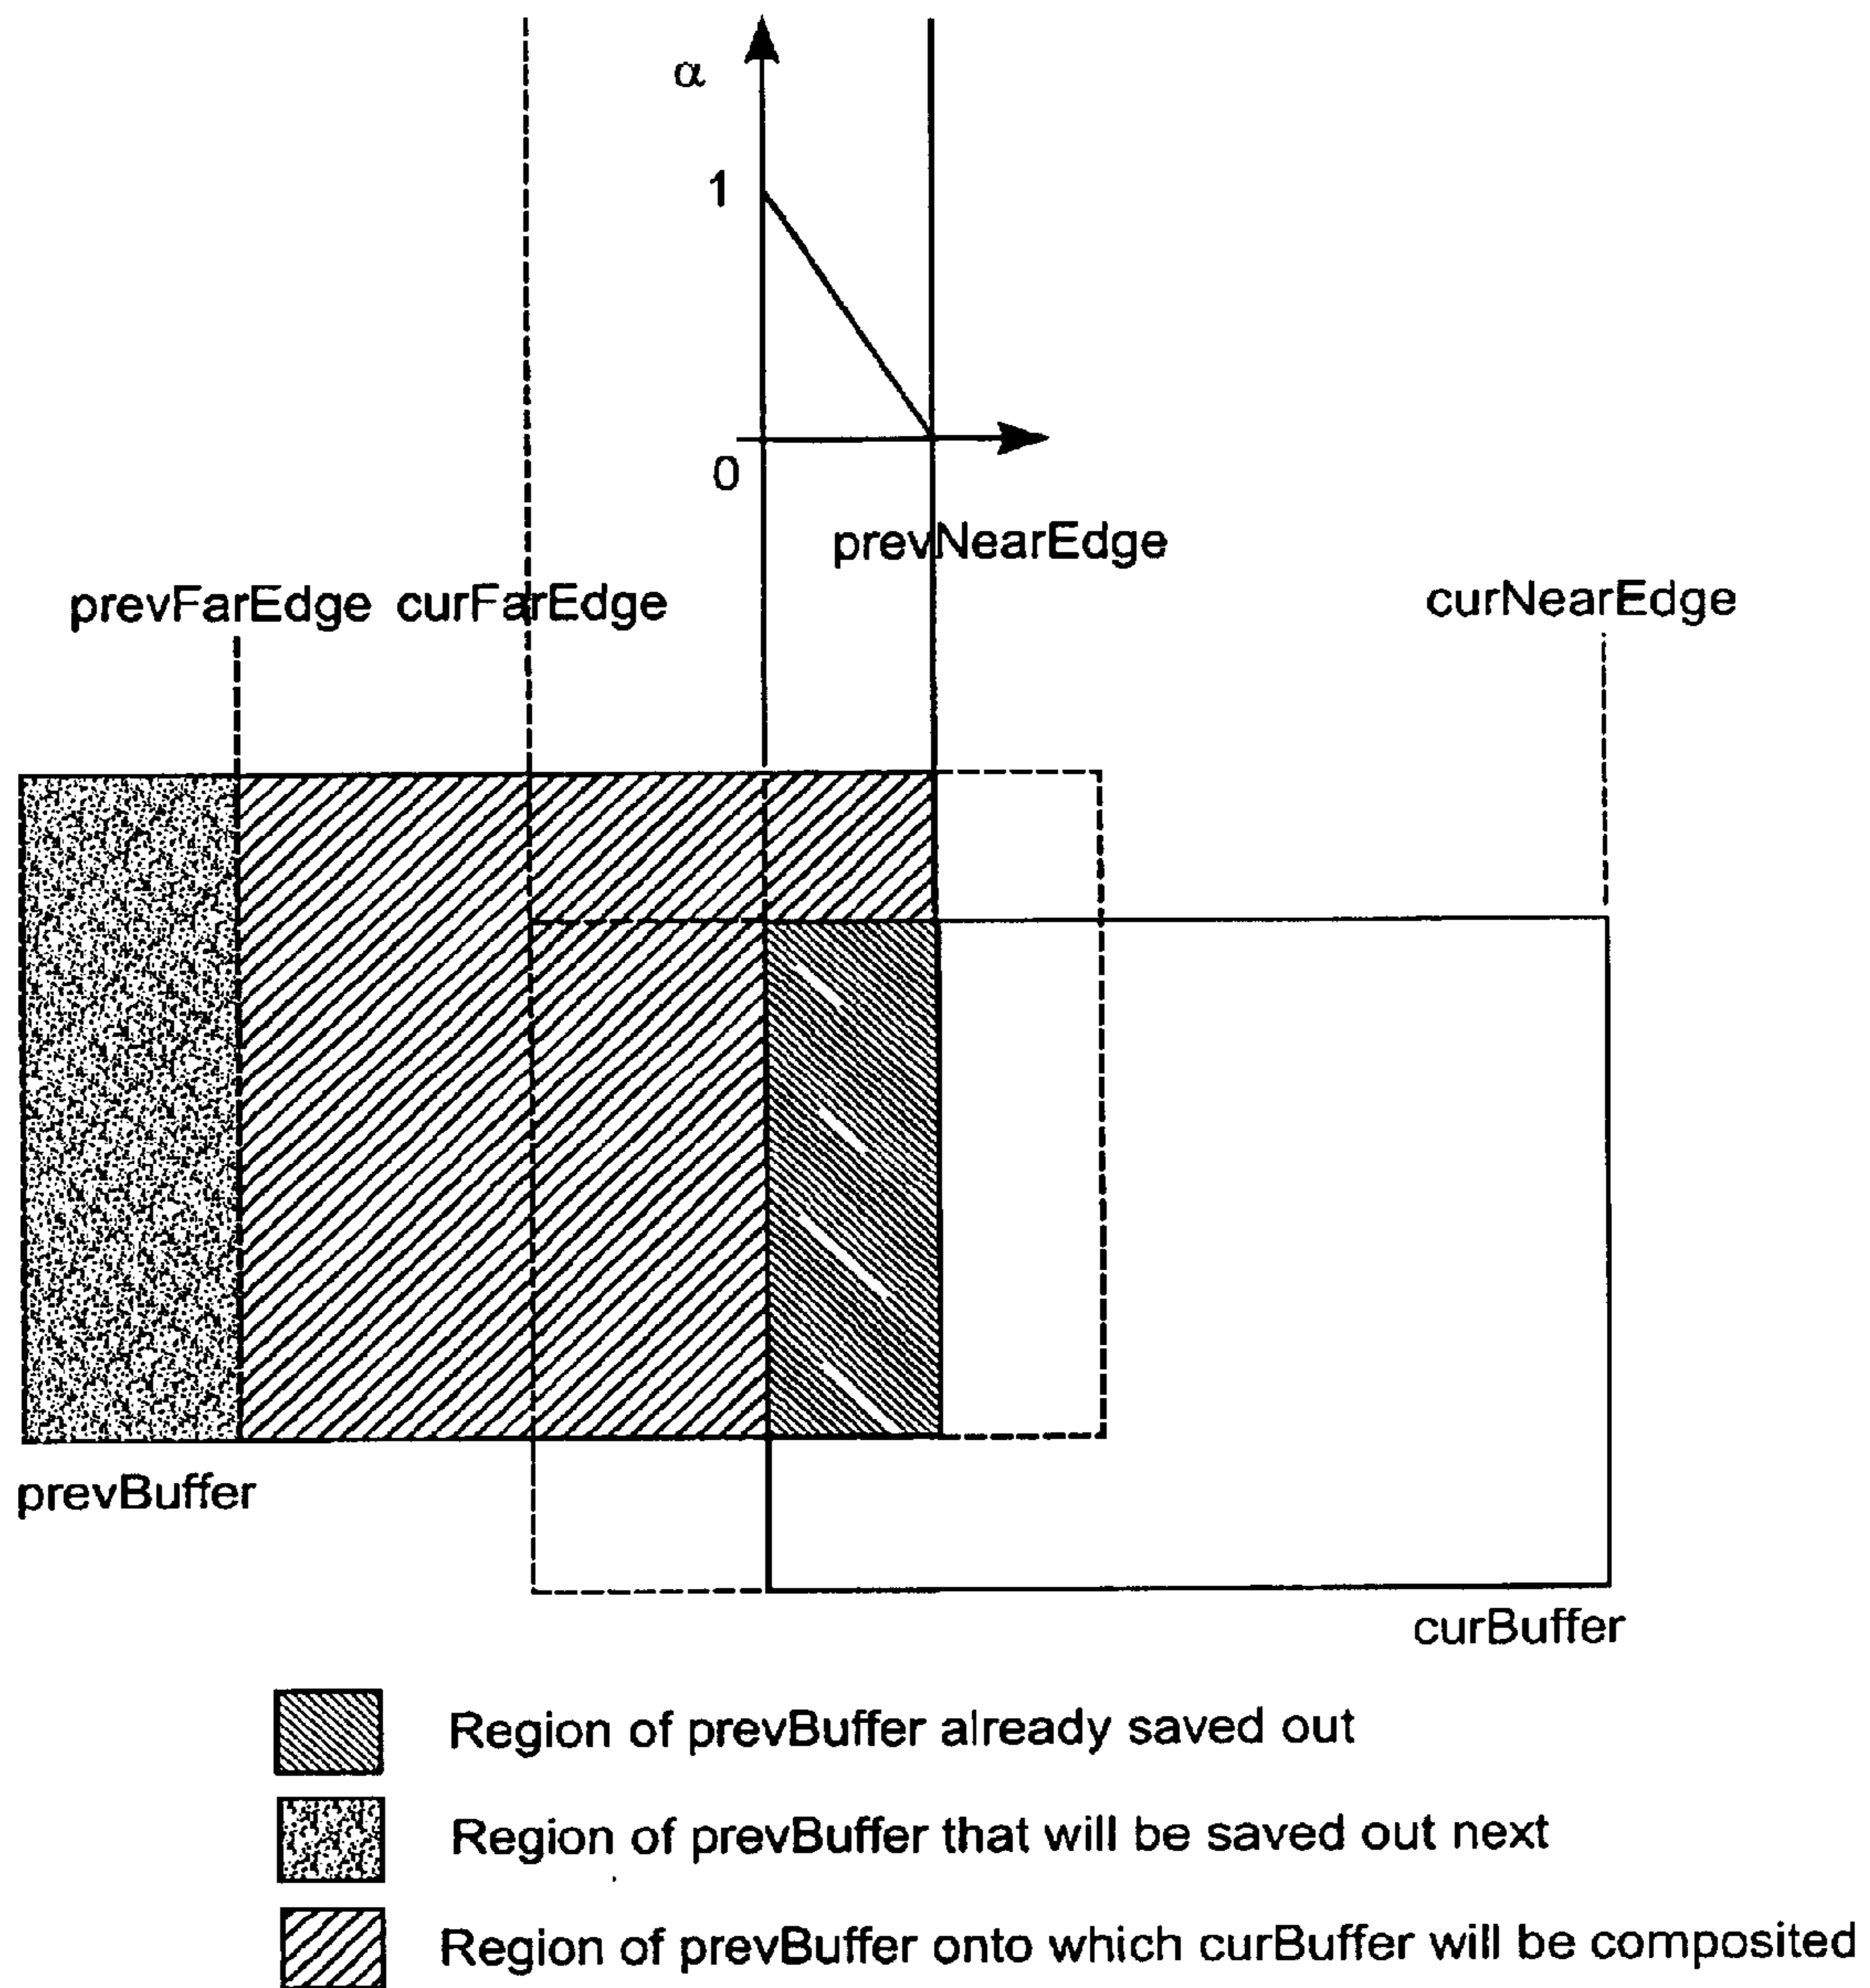 α
1
0
prevNearEdge
prevFarEdge curFarEdge
curNearEdge
prevBuffer
curBuffer
Region of prevBuffer already saved out
Region of prevBuffer that will be saved out next
Region of prevBuffer onto which curBuffer will be composited